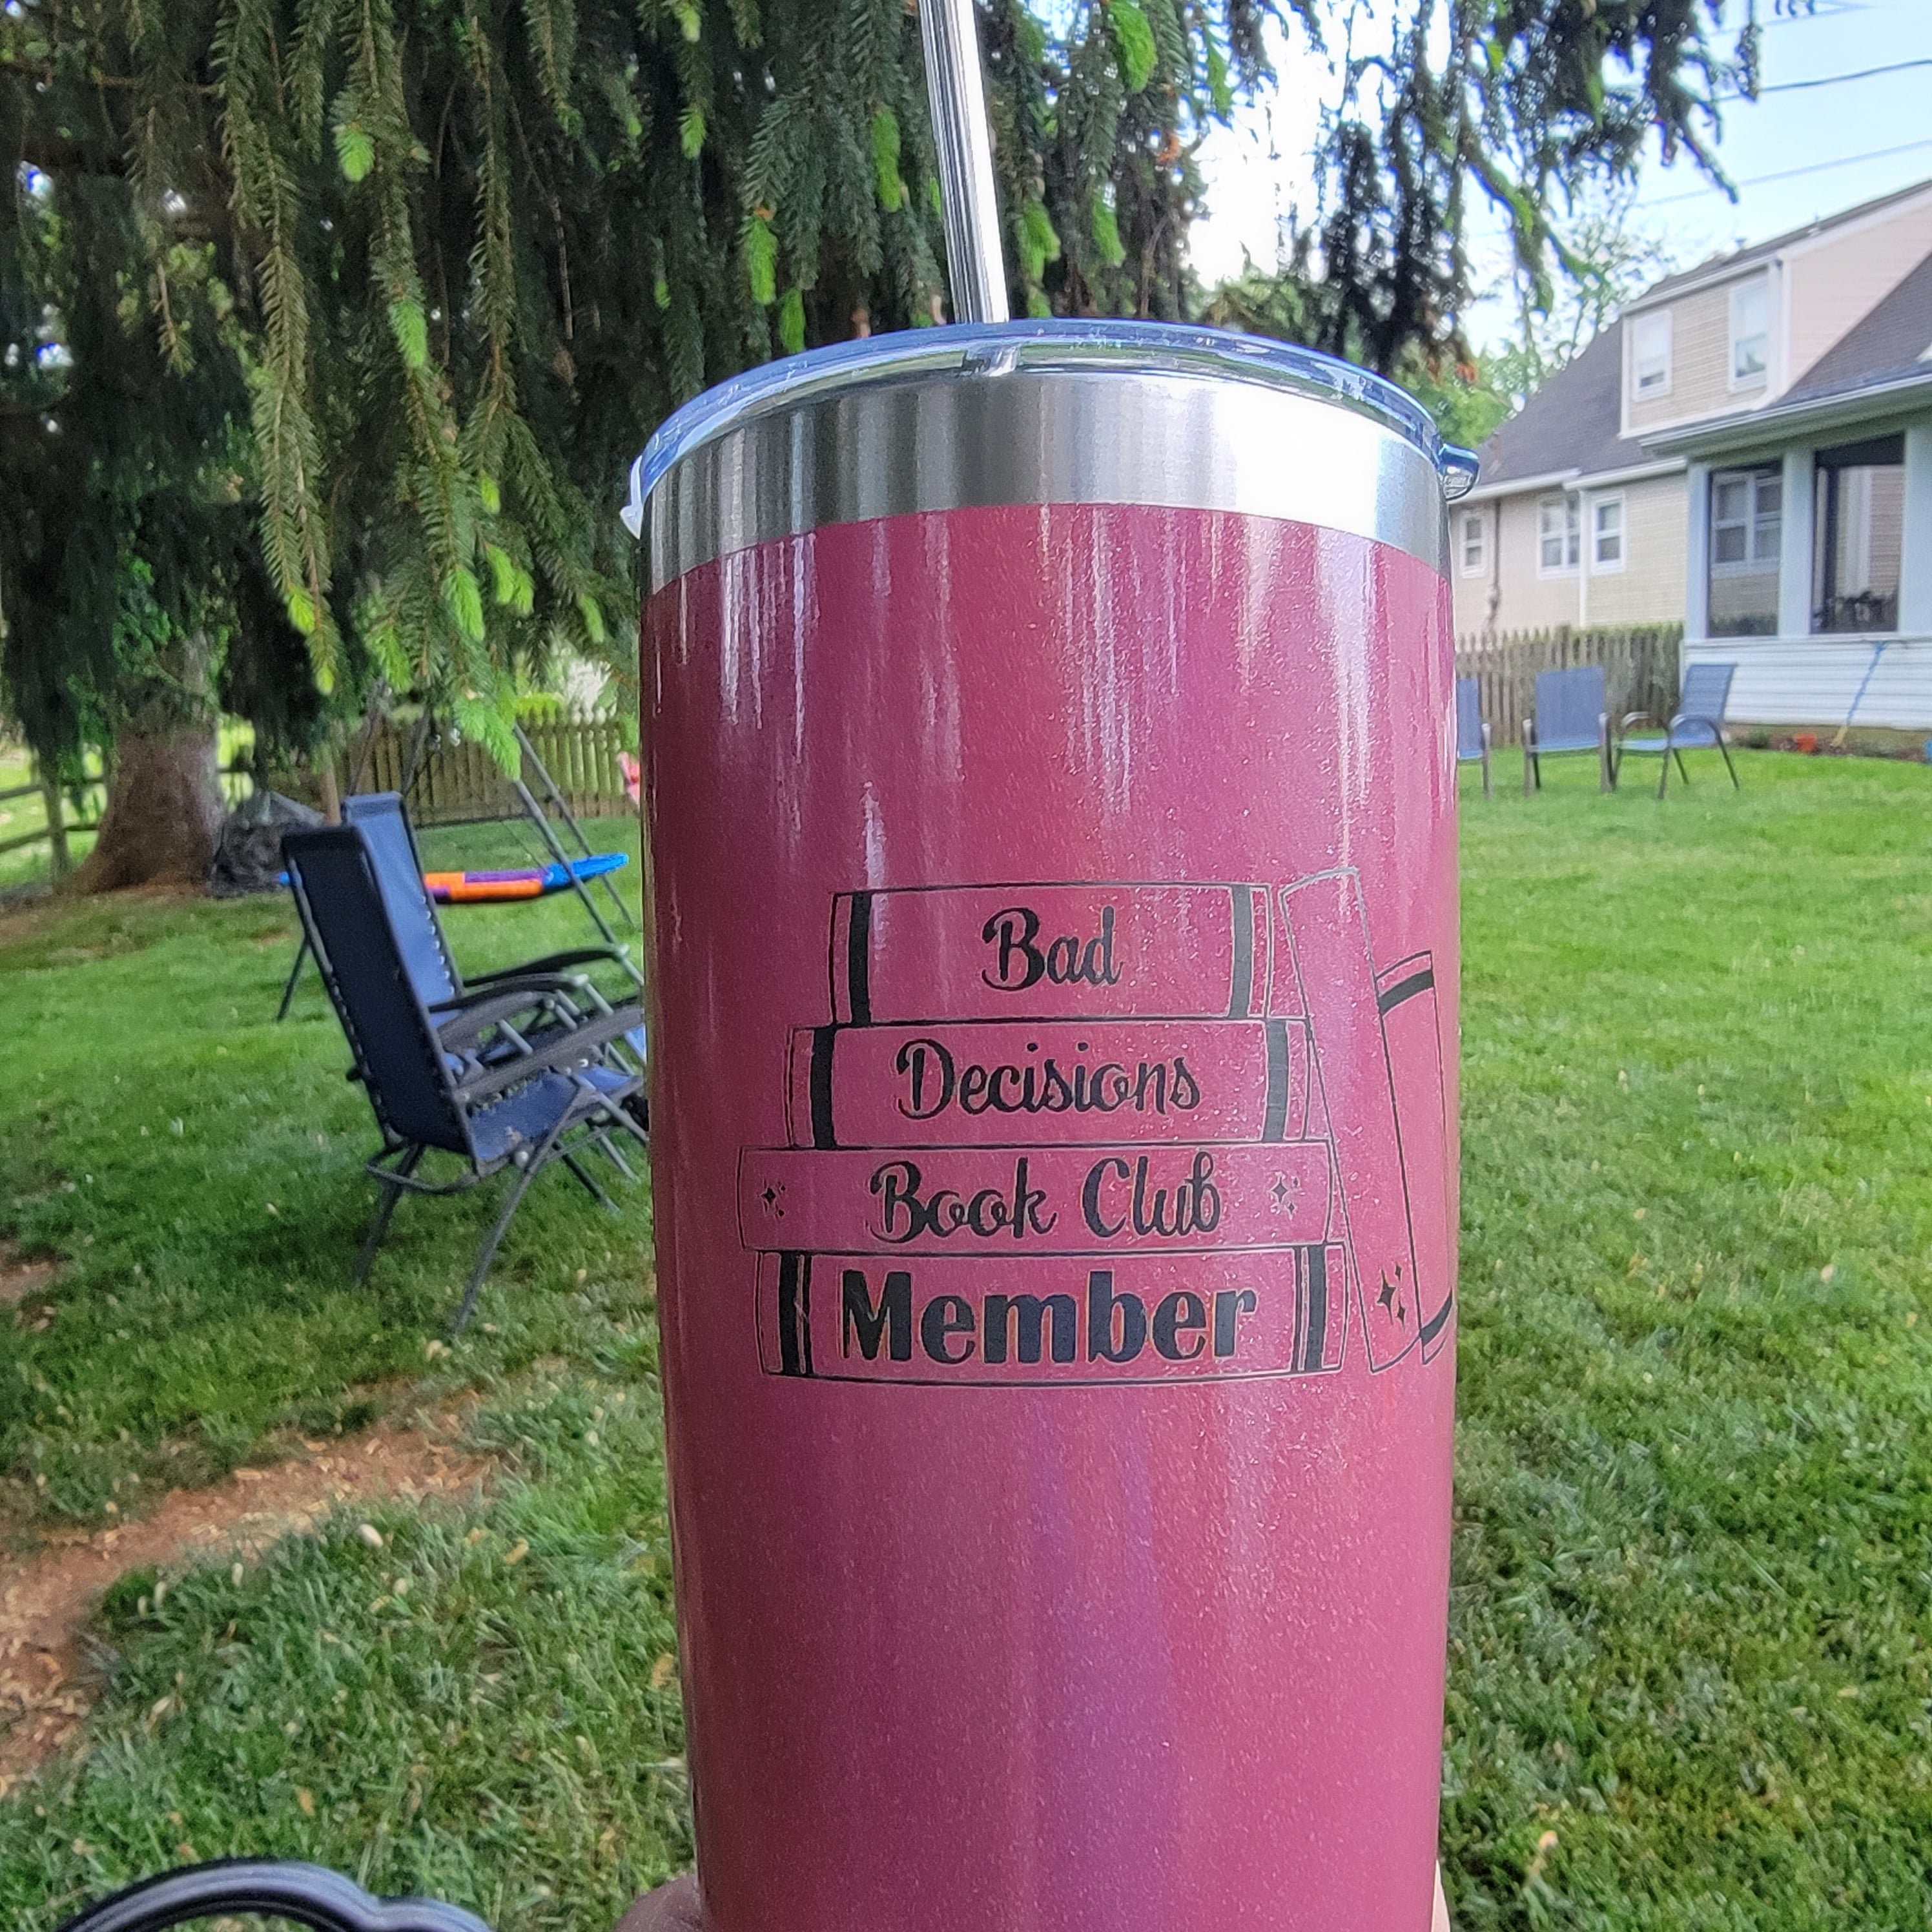 Bad
Decisions
Book Club
Member